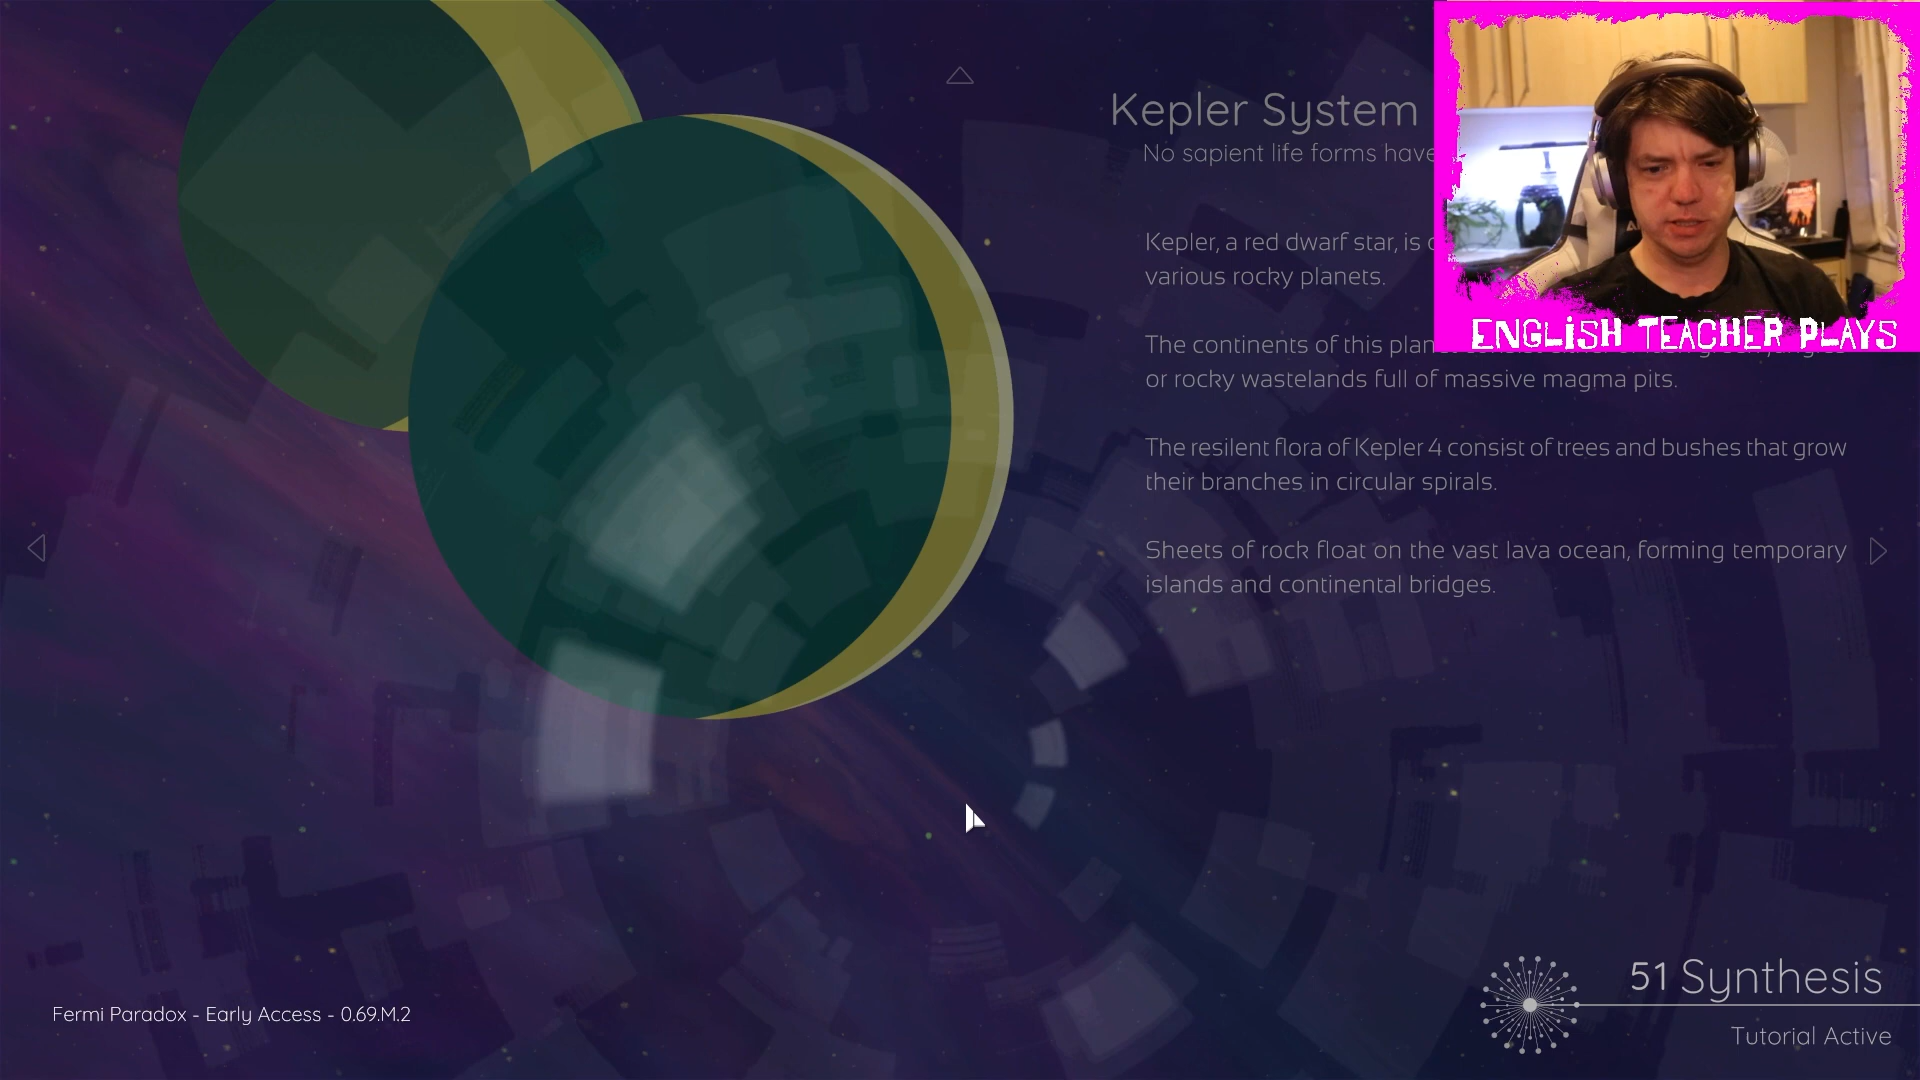 Kepler System
No sapient life forms have
Kepler, a red dwarf star, is
various rocky planets.
The continents of this
or rocky wastelands full of massive magma pits.
The resilent flora of Kepler 4 consist of trees and bushes that grow
their branches in circular spirals.
Sheets of rock float on the vast lava ocean, forming temporary
islands and continental bridges.
ENGLISH TEACHER PLAYS
51 Synthesis
Tutorial Active
Fermi Paradox - Early Access - 0.69.M.2